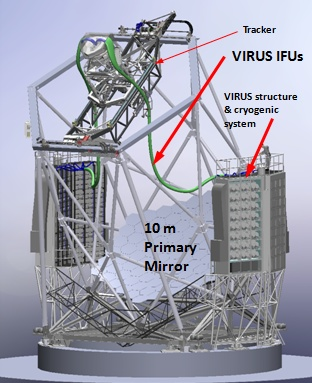 Tracker
VIRUS IFUs
VIRUS structure
& cryogenic
system
10 m
Primary
Mirror